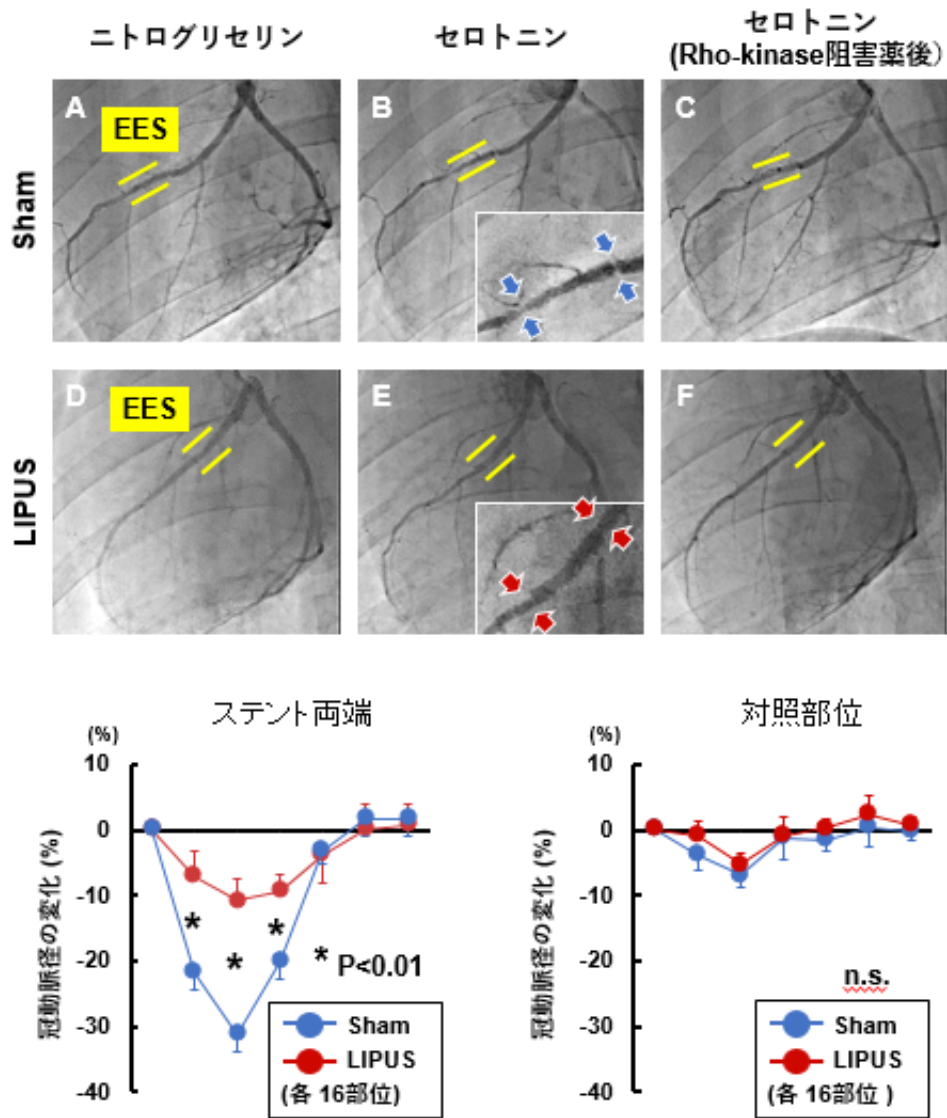 ニトログリセリン
セロトニン
セロトニン
(Rho-kinase阻害薬後)
Sham
A
EES
B
C
LIPUS
D
EES
E
F
ステント両端
(%)
冠動脈径の変化 (%)
10
0
-10
-20
-30
-40
*
*
*
* P<0.01
Sham
LIPUS
(各 16部位)
対照部位
(%)
冠動脈径の変化 (%)
10
0
-10
-20
-30
-40
n.s.
Sham
LIPUS
(各 16部位 )